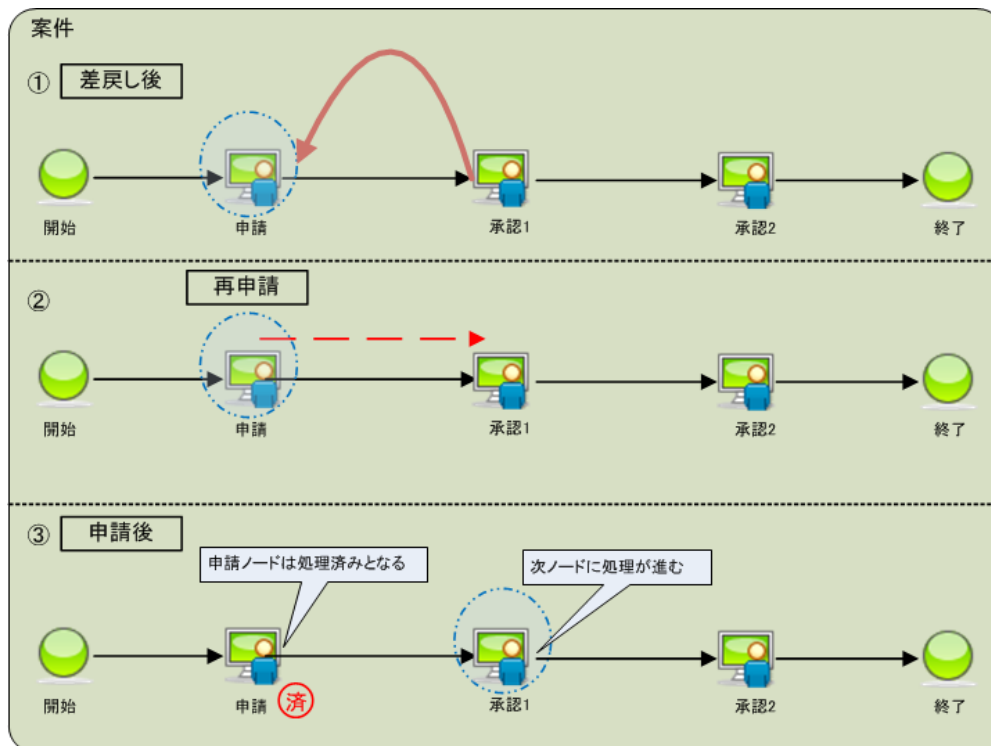 案件
① 差戻し後
開始 申請 承認1 承認2 終了
② 再申請
開始 申請 承認1 承認2 終了
③ 申請後
申請ノードは処理済みとなる 次ノードに処理が進む
開始 申請 済 承認1 承認2 終了